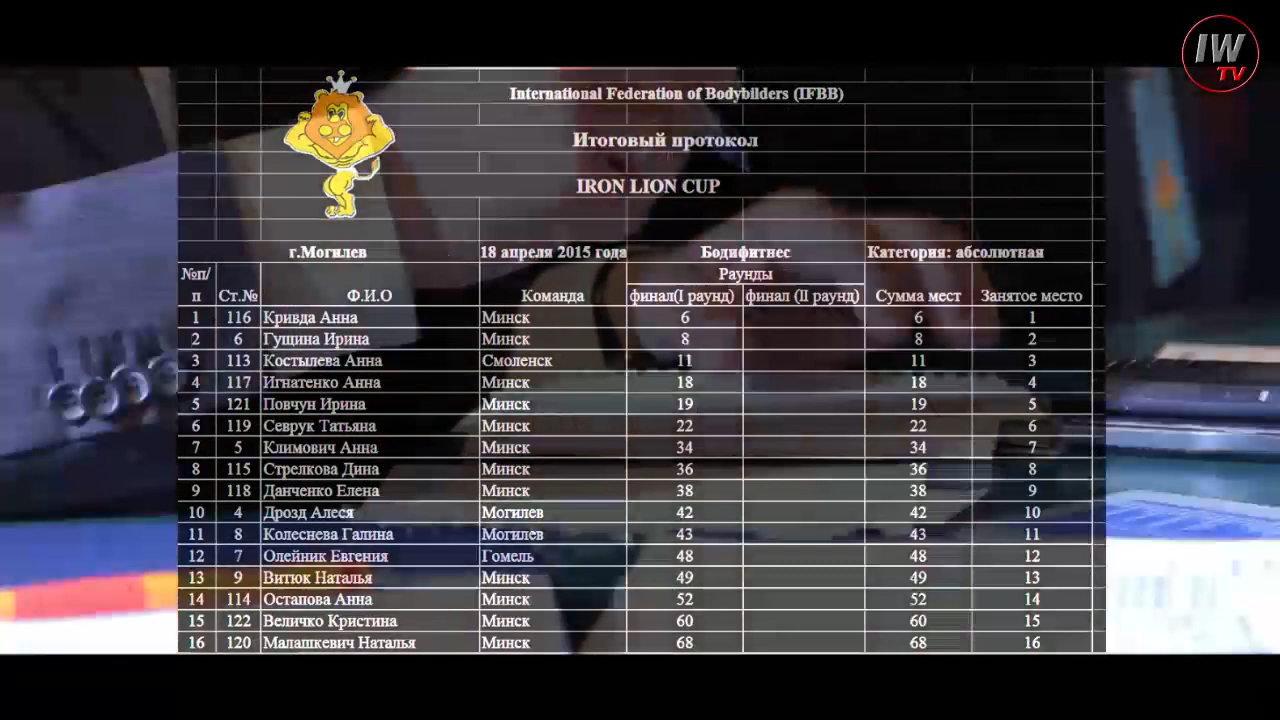 IW
TV
International Federation of Bodybilders (IFBB)
Итоговый протокол
IRON LION CUP
г.Могилев 18 апреля 2015 года Бодифитнес Категория: абсолютная
№п/п Ст.№ Ф.И.О Команда Раунды Сумма мест Занятое место
финал(I раунд) финал (II раунд)
1 116 Кривда Анна Минск 6 6 1
2 6 Гущина Ирина Минск 8 8 2
3 113 Костылева Анна Смоленск 11 11 3
4 117 Игнатенко Анна Минск 18 18 4
5 121 Повчун Ирина Минск 19 19 5
6 119 Севрук Татьяна Минск 22 22 6
7 5 Климович Анна Минск 34 34 7
8 115 Стрелкова Дина Минск 36 36 8
9 118 Данченко Елена Минск 38 38 9
10 4 Дрозд Алеся Могилев 42 42 10
11 8 Колеснева Галина Могилев 43 43 11
12 7 Олейник Евгения Гомель 48 48 12
13 9 Витюк Наталья Минск 49 49 13
14 114 Остапова Анна Минск 52 52 14
15 122 Величко Кристина Минск 60 60 15
16 120 Малашкевич Наталья Минск 68 68 16